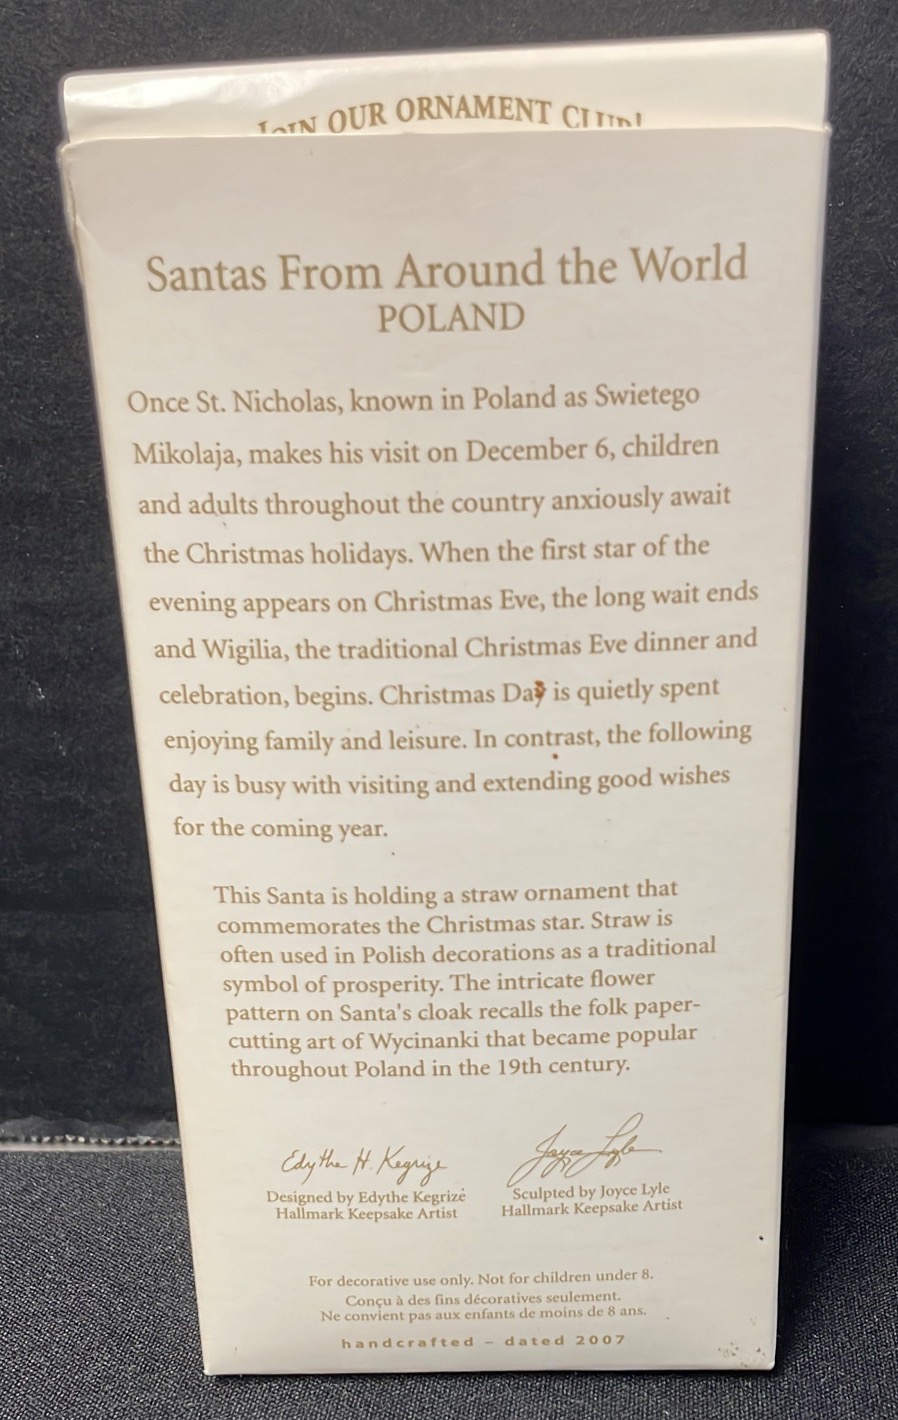 JOIN OUR ORNAMENT CLUB!
Santas From Around the World
POLAND
Once St. Nicholas, known in Poland as Swietego
Mikolaja, makes his visit on December 6, children
and adults throughout the country anxiously await
the Christmas holidays. When the first star of the
evening appears on Christmas Eve, the long wait ends
and Wigilia, the traditional Christmas Eve dinner and
celebration, begins. Christmas Day is quietly spent
enjoying family and leisure. In contrast, the following
day is busy with visiting and extending good wishes
for the coming year.
This Santa is holding a straw ornament that
commemorates the Christmas star. Straw is
often used in Polish decorations as a traditional
symbol of prosperity. The intricate flower
pattern on Santa's cloak recalls the folk paper-
cutting art of Wycinanki that became popular
throughout Poland in the 19th century.
Edythe H. Kegrize Joyce Lyle
Designed by Edythe Kegrize Sculpted by Joyce Lyle
Hallmark Keepsake Artist Hallmark Keepsake Artist
For decorative use only. Not for children under 8.
Conçu à des fins décoratives seulement.
Ne convient pas aux enfants de moins de 8 ans.
handcrafted – dated 2007